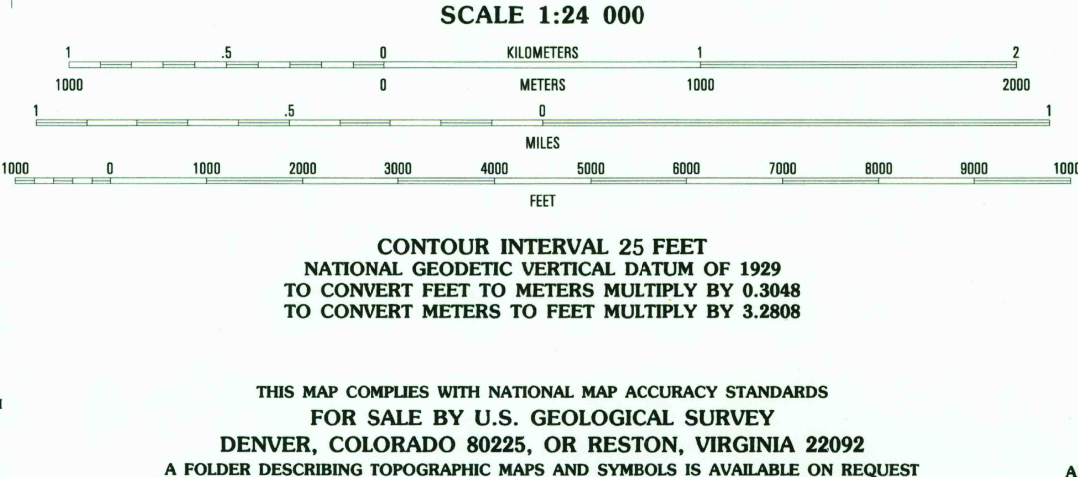 SCALE 1:24 000
1 .5 0 KILOMETERS 1 2
1000 0 METERS 1000 2000
1 .5 0 1
MILES
1000 0 1000 2000 3000 4000 5000 6000 7000 8000 9000 1000
FEET
CONTOUR INTERVAL 25 FEET
NATIONAL GEODETIC VERTICAL DATUM OF 1929
TO CONVERT FEET TO METERS MULTIPLY BY 0.3048
TO CONVERT METERS TO FEET MULTIPLY BY 3.2808
THIS MAP COMPLIES WITH NATIONAL MAP ACCURACY STANDARDS
FOR SALE BY U.S. GEOLOGICAL SURVEY
DENVER, COLORADO 80225, OR RESTON, VIRGINIA 22092
A FOLDER DESCRIBING TOPOGRAPHIC MAPS AND SYMBOLS IS AVAILABLE ON REQUEST A